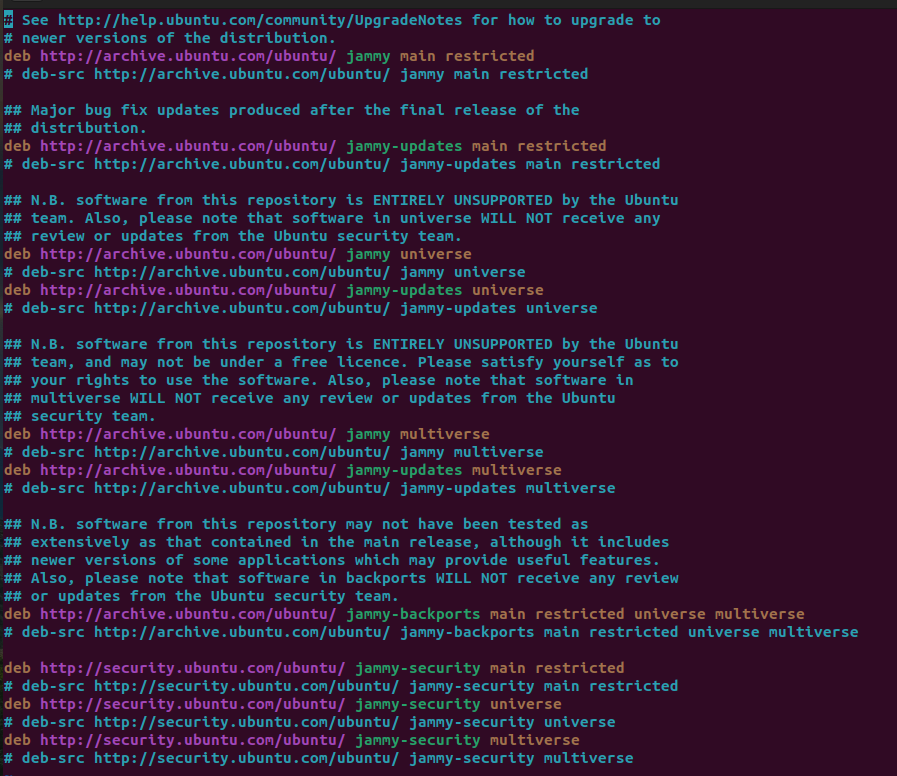 # See http://help.ubuntu.com/community/UpgradeNotes for how to upgrade to
# newer versions of the distribution.
deb http://archive.ubuntu.com/ubuntu/ jammy main restricted
# deb-src http://archive.ubuntu.com/ubuntu/ jammy main restricted

## Major bug fix updates produced after the final release of the
## distribution.
deb http://archive.ubuntu.com/ubuntu/ jammy-updates main restricted
# deb-src http://archive.ubuntu.com/ubuntu/ jammy-updates main restricted

## N.B. software from this repository is ENTIRELY UNSUPPORTED by the Ubuntu
## team. Also, please note that software in universe WILL NOT receive any
## review or updates from the Ubuntu security team.
deb http://archive.ubuntu.com/ubuntu/ jammy universe
# deb-src http://archive.ubuntu.com/ubuntu/ jammy universe
deb http://archive.ubuntu.com/ubuntu/ jammy-updates universe
# deb-src http://archive.ubuntu.com/ubuntu/ jammy-updates universe

## N.B. software from this repository is ENTIRELY UNSUPPORTED by the Ubuntu
## team, and may not be under a free licence. Please satisfy yourself as to
## your rights to use the software. Also, please note that software in
## multiverse WILL NOT receive any review or updates from the Ubuntu
## security team.
deb http://archive.ubuntu.com/ubuntu/ jammy multiverse
# deb-src http://archive.ubuntu.com/ubuntu/ jammy multiverse
deb http://archive.ubuntu.com/ubuntu/ jammy-updates multiverse
# deb-src http://archive.ubuntu.com/ubuntu/ jammy-updates multiverse

## N.B. software from this repository may not have been tested as
## extensively as that contained in the main release, although it includes
## newer versions of some applications which may provide useful features.
## Also, please note that software in backports WILL NOT receive any review
## or updates from the Ubuntu security team.
deb http://archive.ubuntu.com/ubuntu/ jammy-backports main restricted universe multiverse
# deb-src http://archive.ubuntu.com/ubuntu/ jammy-backports main restricted universe multiverse

deb http://security.ubuntu.com/ubuntu/ jammy-security main restricted
# deb-src http://security.ubuntu.com/ubuntu/ jammy-security main restricted
deb http://security.ubuntu.com/ubuntu/ jammy-security universe
# deb-src http://security.ubuntu.com/ubuntu/ jammy-security universe
deb http://security.ubuntu.com/ubuntu/ jammy-security multiverse
# deb-src http://security.ubuntu.com/ubuntu/ jammy-security multiverse